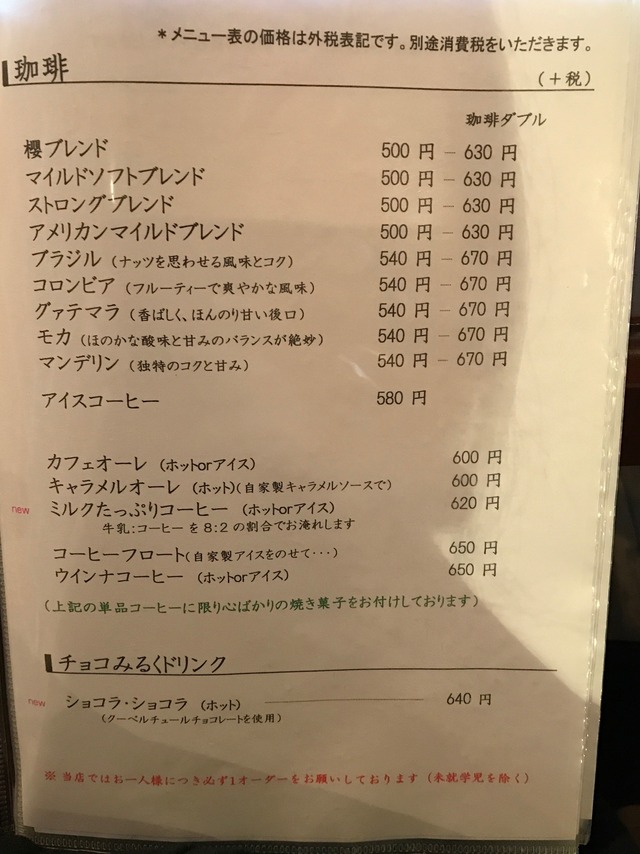 *メニュー表の価格は外税表記です。別途消費税をいただきます。
珈琲 (+税)
珈琲ダブル
櫻ブレンド 500 円 - 630 円
マイルドソフトブレンド 500 円 - 630 円
ストロングブレンド 500 円 - 630 円
アメリカンマイルドブレンド 500 円 - 630 円
ブラジル (ナッツを思わせる風味とコク) 540 円 - 670 円
コロンビア (フルーティーで爽やかな風味) 540 円 - 670 円
グァテマラ (香ばしく、ほんのり甘い後口) 540 円 - 670 円
モカ (ほのかな酸味と甘みのバランスが絶妙) 540 円 - 670 円
マンデリン (独特のコクと甘み) 540 円 - 670 円
アイスコーヒー 580 円
カフェオーレ (ホットorアイス) 600 円
キャラメルオーレ (ホット)(自家製キャラメルソースで) 600 円
new ミルクたっぷりコーヒー (ホットorアイス) 620 円
牛乳:コーヒー を 8:2 の割合でお淹れします
コーヒーフロート(自家製アイスをのせて・・・) 650 円
ウインナコーヒー (ホットorアイス) 650 円
(上記の単品コーヒーに限り心ばかりの焼き菓子をお付けしております)
チョコみるくドリンク
new ショコラ・ショコラ (ホット) 640 円
(クーベルチュールチョコレートを使用)
※ 当店ではお一人様につき必ず1オーダーをお願いしております (未就学児を除く)